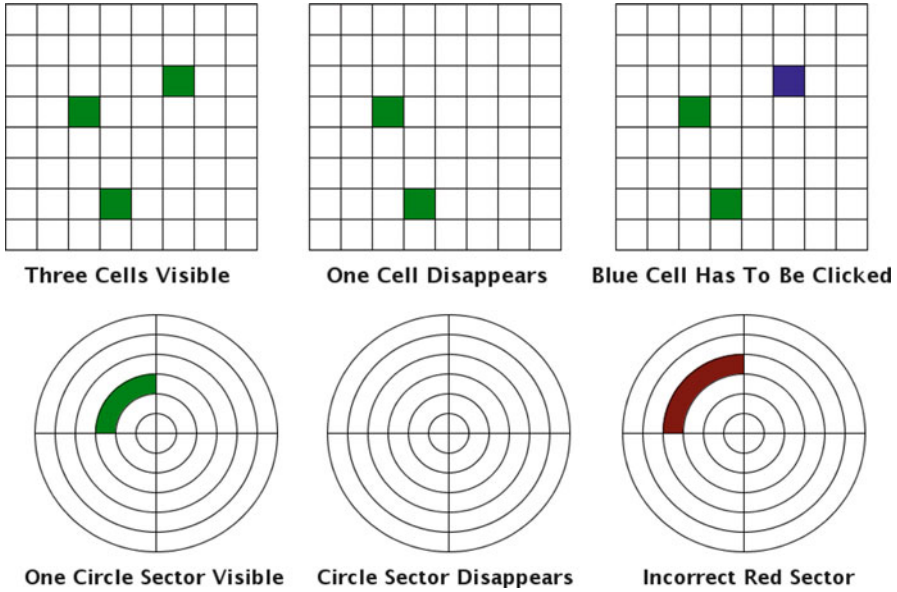 Three Cells Visible
One Cell Disappears
Blue Cell Has To Be Clicked
One Circle Sector Visible
Circle Sector Disappears
Incorrect Red Sector